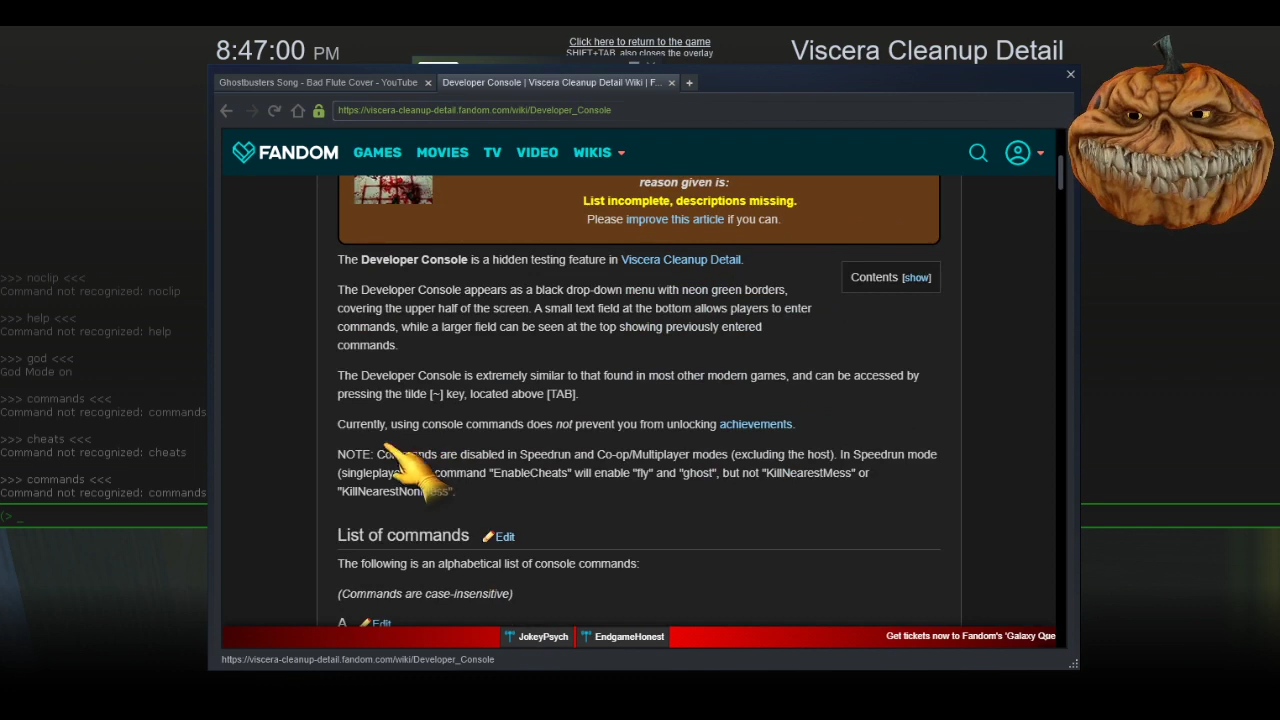 8:47:00 PM
Click here to return to the game
SHIFT+TAB also closes the overlay
Viscera Cleanup Detail
Ghostbusters Song - Bad Flute Cover - YouTube
Developer Console | Viscera Cleanup Detail Wiki | F...
https://viscera-cleanup-detail.fandom.com/wiki/Developer_Console
FANDOM GAMES MOVIES TV VIDEO WIKIS
reason given is:
List incomplete, descriptions missing.
Please improve this article if you can.
The Developer Console is a hidden testing feature in Viscera Cleanup Detail.
Contents [show]
The Developer Console appears as a black drop-down menu with neon green borders,
covering the upper half of the screen. A small text field at the bottom allows players to enter
commands, while a larger field can be seen at the top showing previously entered
commands.
The Developer Console is extremely similar to that found in most other modern games, and can be accessed by
pressing the tilde [~] key, located above [TAB].
Currently, using console commands does not prevent you from unlocking achievements.
NOTE: Commands are disabled in Speedrun and Co-op/Multiplayer modes (excluding the host). In Speedrun mode
(singleplayer command "EnableCheats" will enable "fly" and "ghost", but not "KillNearestMess" or
"KillNearestNonMess".
List of commands Edit
The following is an alphabetical list of console commands:
(Commands are case-insensitive)
A Edit
JokeyPsych
EndgameHonest
Get tickets now to Fandom's 'Galaxy Que
https://viscera-cleanup-detail.fandom.com/wiki/Developer_Console
>>> noclip <<<
Command not recognized: noclip
>>> help <<<
Command not recognized: help
>>> god <<<
God Mode on
>>> commands <<<
Command not recognized: commands
>>> cheats <<<
Command not recognized: cheats
>>> commands <<<
Command not recognized: commands
(> _